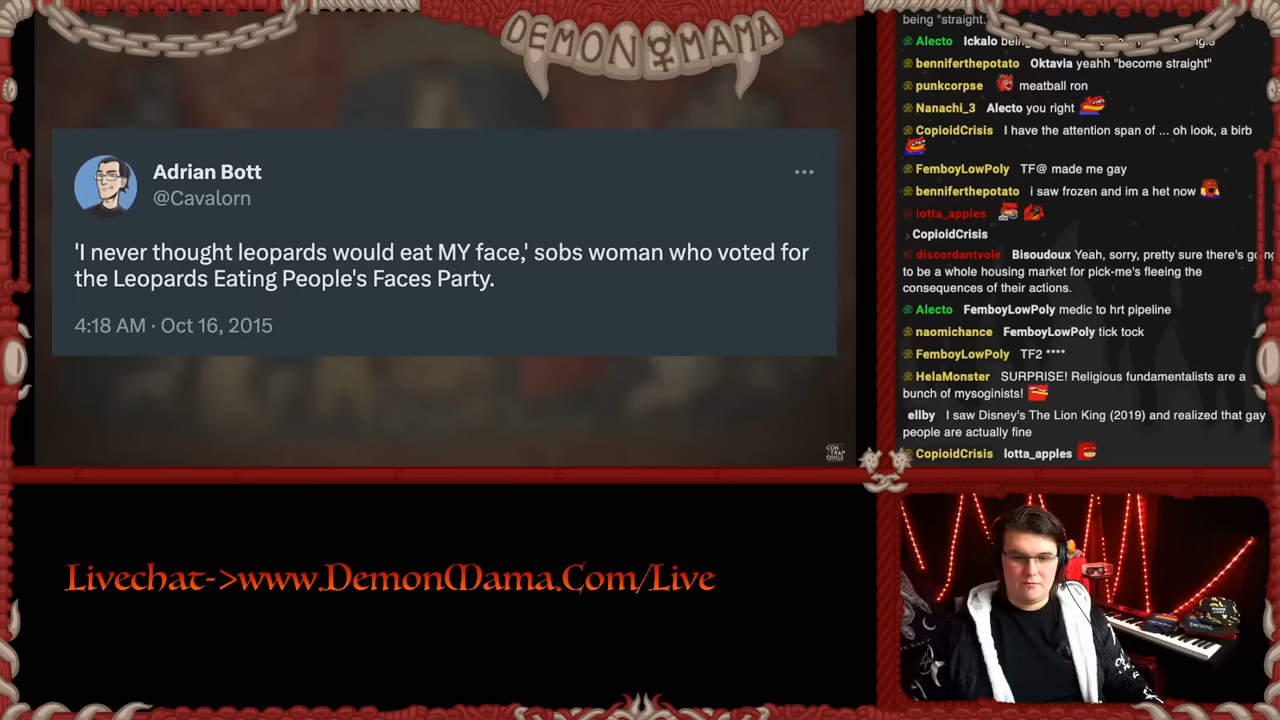 DEMON MAMA
Adrian Bott
@Cavalorn
'I never thought leopards would eat MY face,' sobs woman who voted for
the Leopards Eating People's Faces Party.
4:18 AM · Oct 16, 2015
CON
TRAP
OINTS
Livechat->www.DemonMama.Com/Live
being "straight."
Alecto Ickalo
benniferthepotato Oktavia yeahh "become straight"
punkcorpse meatball ron
Nanachi_3 Alecto you right
CopioidCrisis I have the attention span of ... oh look, a birb
FemboyLowPoly TF@ made me gay
benniferthepotato i saw frozen and im a het now
lotta_apples
CopioidCrisis
discordantvole Bisoudoux Yeah, sorry, pretty sure there's going
to be a whole housing market for pick-me's fleeing the
consequences of their actions.
Alecto FemboyLowPoly medic to hrt pipeline
naomichance FemboyLowPoly tick tock
FemboyLowPoly TF2 ****
HelaMonster SURPRISE! Religious fundamentalists are a
bunch of mysoginists!
ellby I saw Disney's The Lion King (2019) and realized that gay
people are actually fine
CopioidCrisis lotta_apples